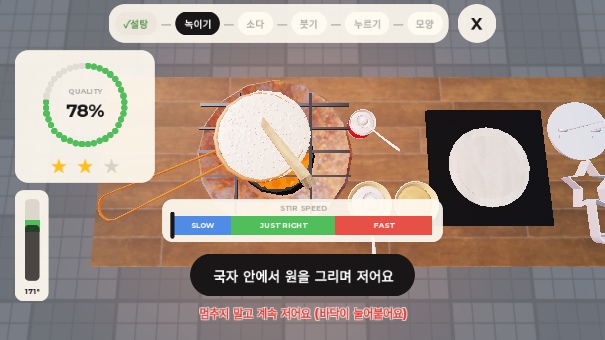 ✓설탕 — 녹이기 — 소다 — 붓기 — 누르기 — 모양
X
QUALITY
78%
STIR SPEED
SLOW JUST RIGHT FAST
171°
국자 안에서 원을 그리며 저어요
멈추지 말고 계속 저어요 (바닥이 눌어붙어요)